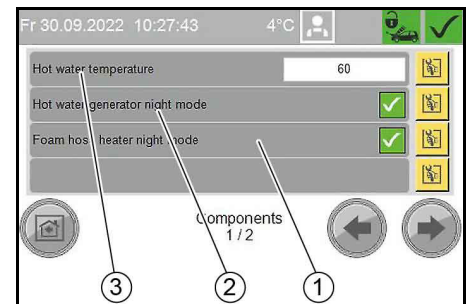 Fr 30.09.2022 10:27:43 4°C
Hot water temperature 60
Hot water generator night mode
Foam hose heater night mode
Components
1 / 2
3 2 1